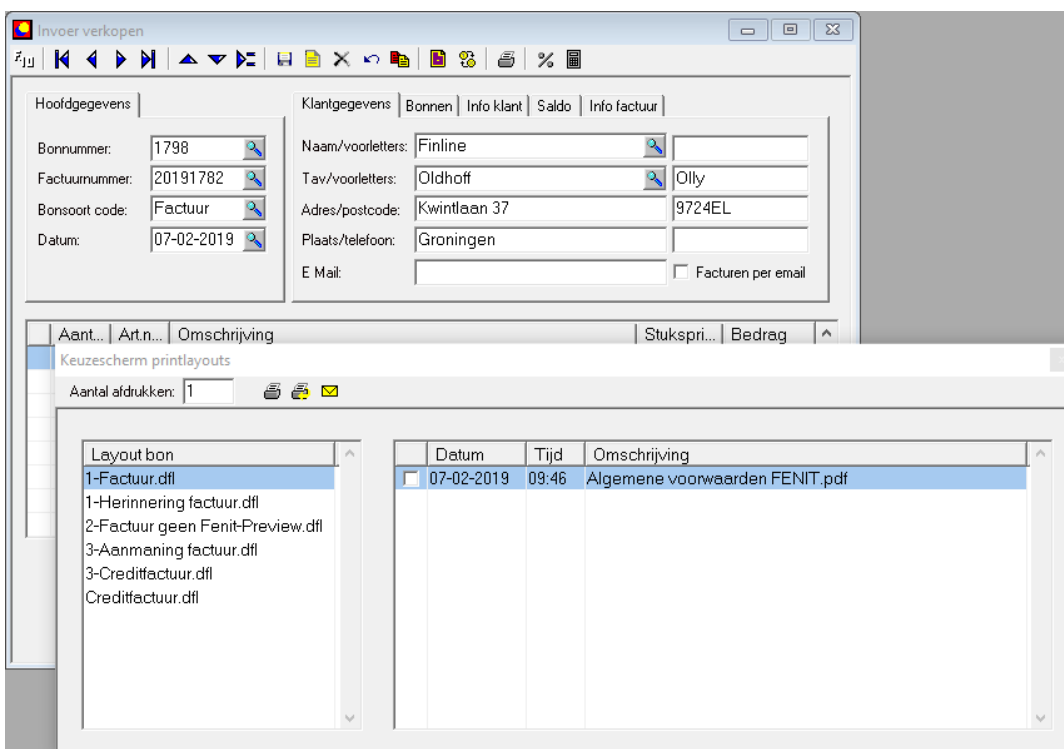 Invoer verkopen
Hoofdgegevens
Klantgegevens Bonnen Info klant Saldo Info factuur
Bonnummer: 1798
Naam/voorletters: Finline
Factuurnummer: 20191782
Tav/voorletters: Oldhoff Olly
Bonsoort code: Factuur
Adres/postcode: Kwintlaan 37 9724EL
Datum: 07-02-2019
Plaats/telefoon: Groningen
E Mail: Facturen per email
Aant... Art.n... Omschrijving Stukspri... Bedrag
Keuzescherm printlayouts
Aantal afdrukken: 1
Layout bon
1-Factuur.dfl
1-Herinnering factuur.dfl
2-Factuur geen Fenit-Preview.dfl
3-Aanmaning factuur.dfl
3-Creditfactuur.dfl
Creditfactuur.dfl
Datum Tijd Omschrijving
07-02-2019 09:46 Algemene voorwaarden FENIT.pdf